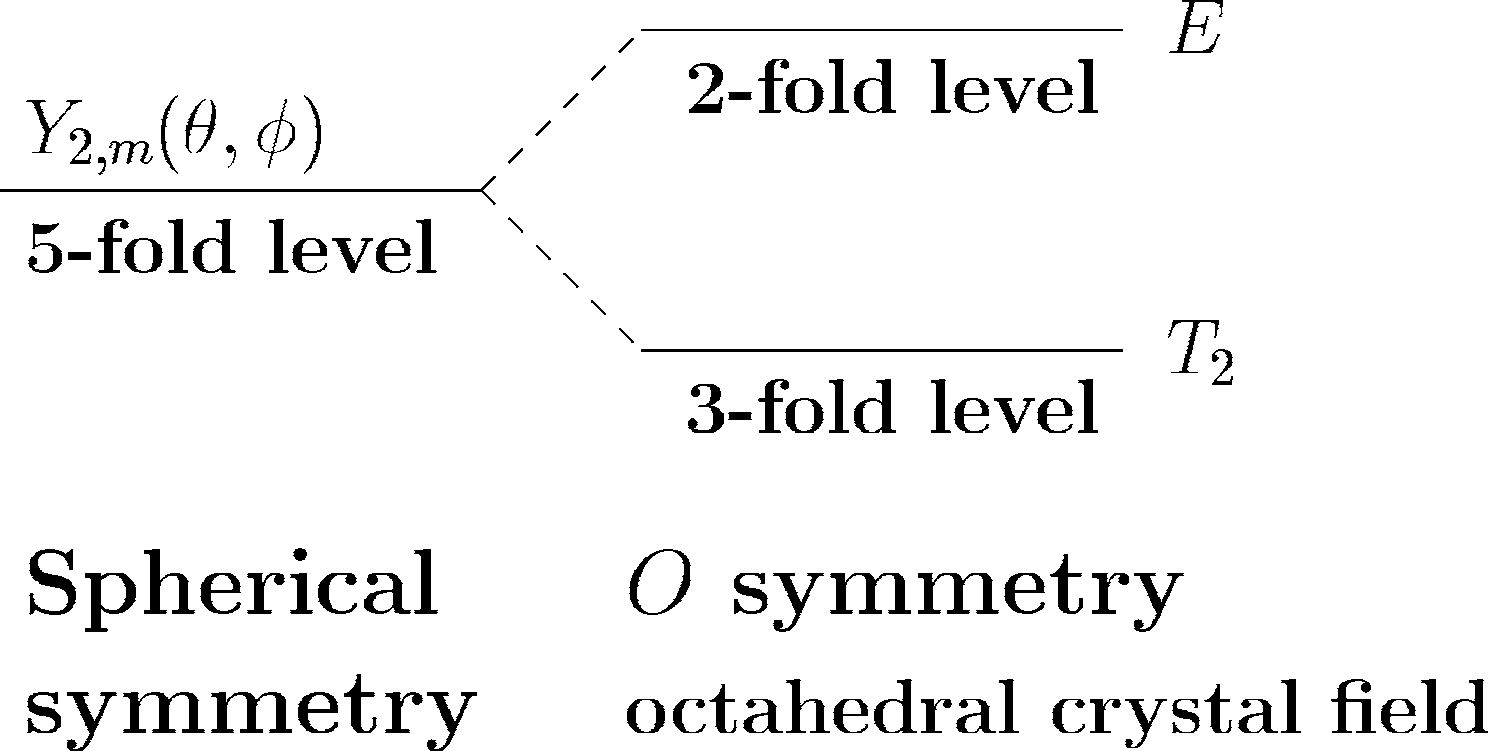 E
2-fold level
Y_{2,m}(θ, ϕ)
5-fold level
T_2
3-fold level
Spherical
symmetry
O symmetry
octahedral crystal field